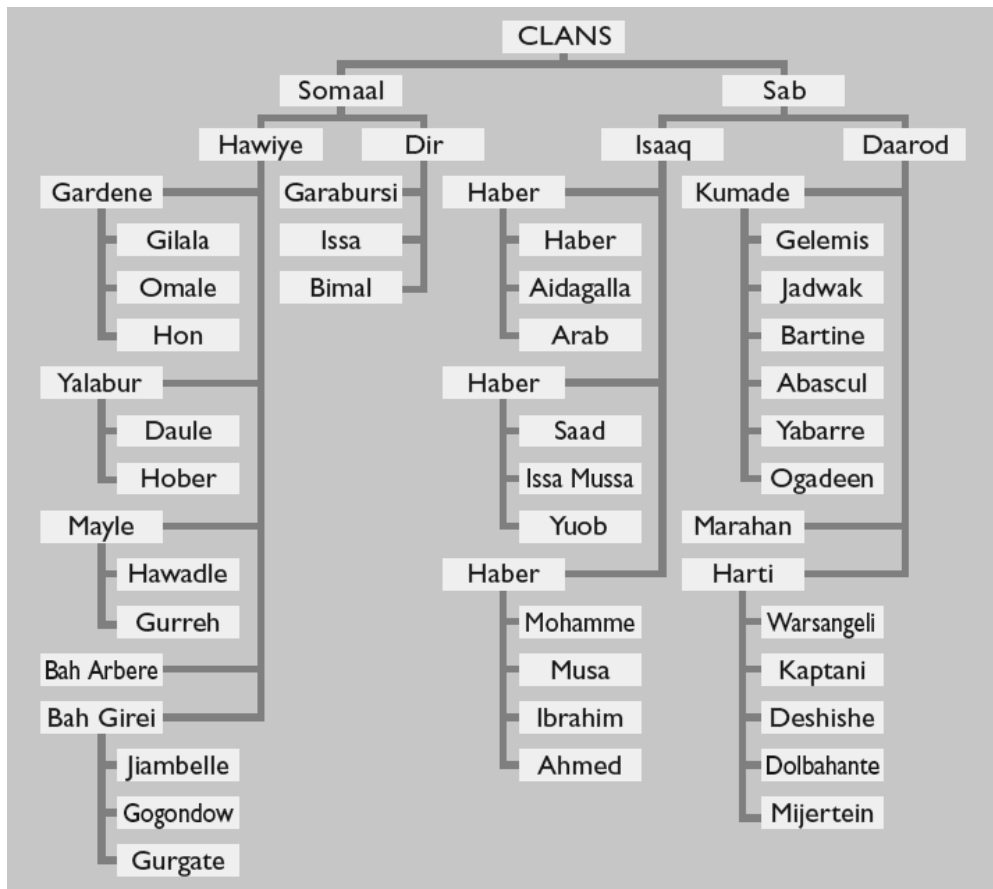 CLANS
Somaal
Sab
Hawiye
Dir
Isaaq
Daarod
Gardene
Gilala
Omale
Hon
Yalabur
Daule
Hober
Mayle
Hawadle
Gurreh
Bah Arbere
Bah Girei
Jiambelle
Gogondow
Gurgate
Garabursi
Issa
Bimal
Haber
Haber
Aidagalla
Arab
Haber
Saad
Issa Mussa
Yuob
Haber
Mohamme
Musa
Ibrahim
Ahmed
Kumade
Gelemis
Jadwak
Bartine
Abascul
Yabarre
Ogadeen
Marahan
Harti
Warsangeli
Kaptani
Deshishe
Dolbahante
Mijertein